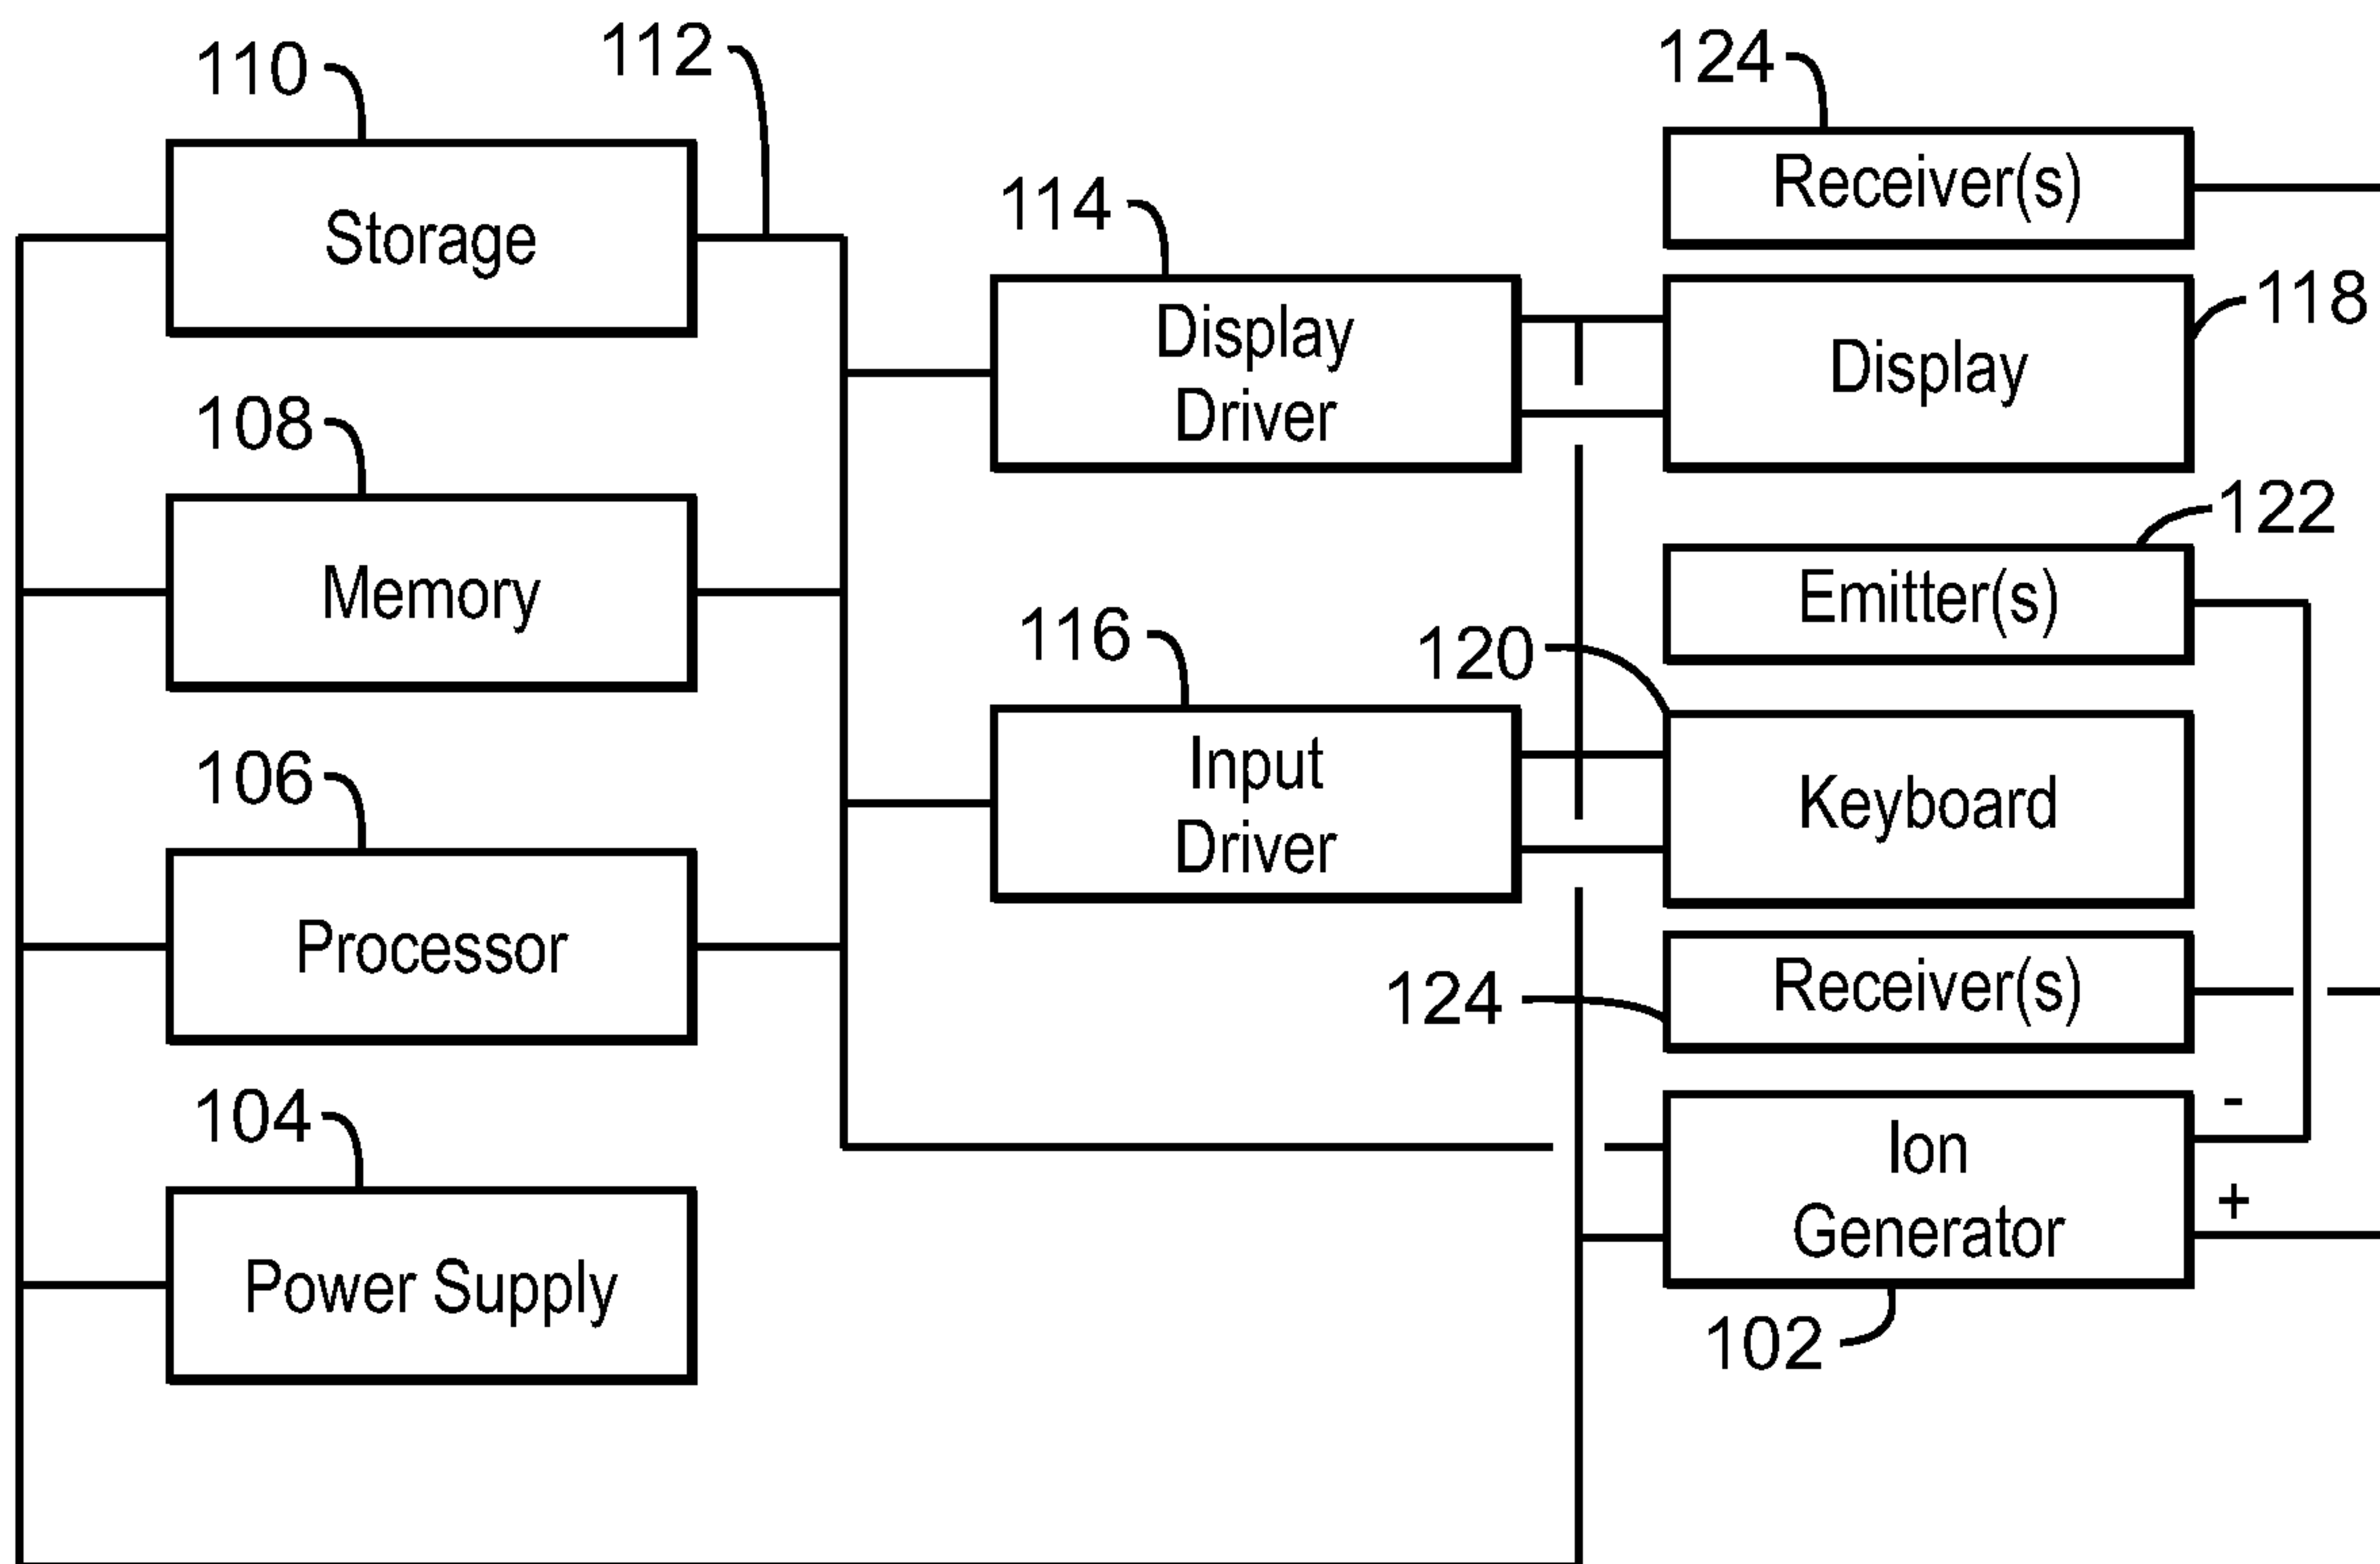 110
112
124
Receiver(s)
114
Storage
118
Display
Driver
Display
108
122
Memory
Emitter(s)
116
120
Input
Driver
Keyboard
106
Processor
124
Receiver(s)
104
-
Ion
Generator
+
Power Supply
102